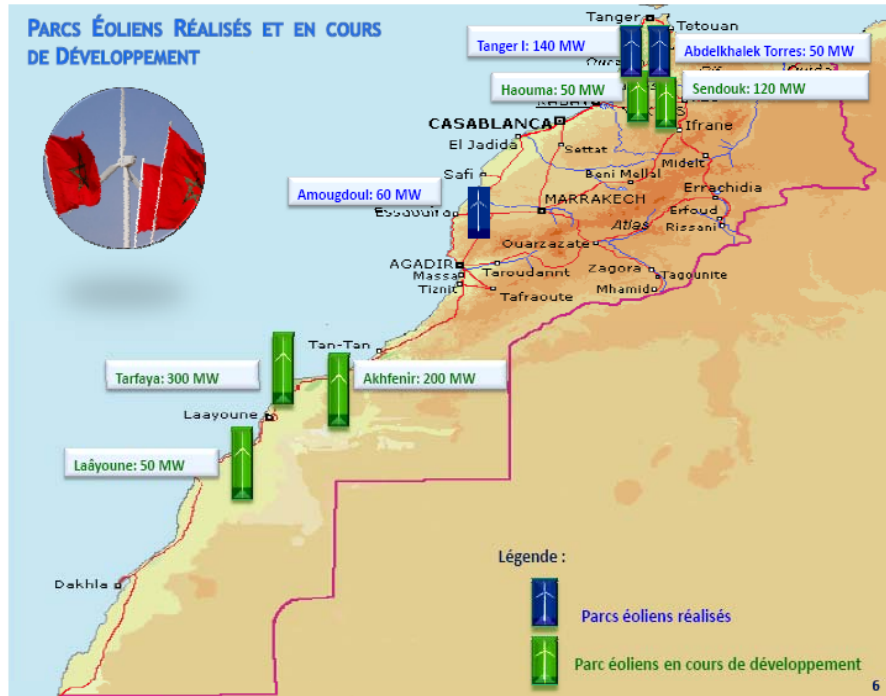 PARCS ÉOLIENS RÉALISÉS ET EN COURS
DE DÉVELOPPEMENT
Tanger
Tetouan
Tanger I: 140 MW
Abdelkhalek Torres: 50 MW
Haouma: 50 MW
Sendouk: 120 MW
CASABLANCA
Ifrane
El Jadida
Settat
Midelt
Safi
Beni Mellal
Errachidia
Amougdoul: 60 MW
MARRAKECH
Erfoud
Essaouira
Atlas
Rissani
Ouarzazate
AGADIR
Taroudannt
Zagora
Tagounite
Massa
Tiznit
Tafraoute
Mhamid
Tan-Tan
Tarfaya: 300 MW
Akhfenir: 200 MW
Laayoune
Laâyoune: 50 MW
Légende :
Dakhla
Parcs éoliens réalisés
Parc éoliens en cours de développement
6